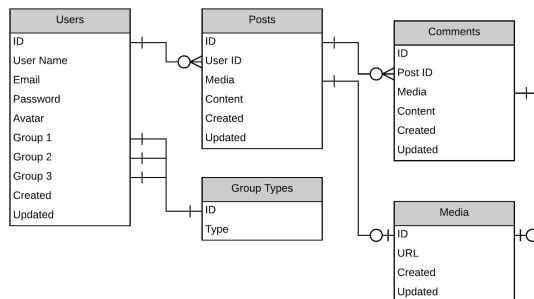 Users
ID
User Name
Email
Password
Avatar
Group 1
Group 2
Group 3
Created
Updated
Posts
ID
User ID
Media
Content
Created
Updated
Group Types
ID
Type
Comments
ID
Post ID
Media
Content
Created
Updated
Media
ID
URL
Created
Updated